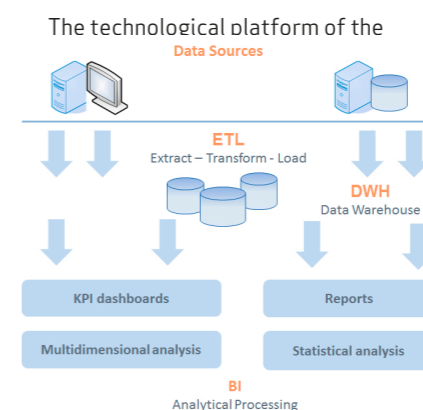 The technological platform of the
Data Sources
ETL
Extract – Transform - Load
DWH
Data Warehouse
KPI dashboards
Reports
Multidimensional analysis
Statistical analysis
BI
Analytical Processing